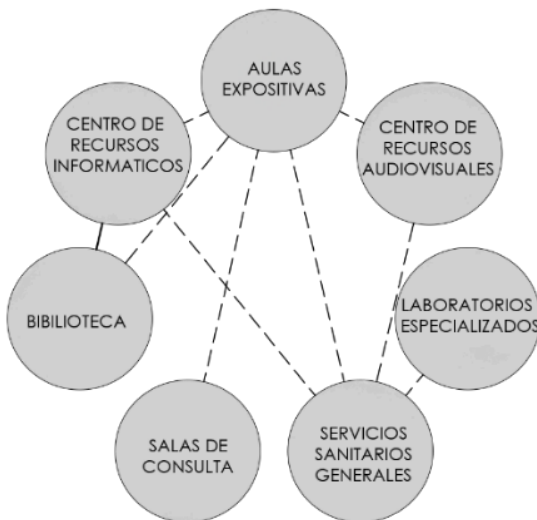 AULAS
EXPOSITIVAS
CENTRO DE
RECURSOS
INFORMATICOS
CENTRO DE
RECURSOS
AUDIOVISUALES
BIBILIOTECA
LABORATORIOS
ESPECIALIZADOS
SALAS DE
CONSULTA
SERVICIOS
SANITARIOS
GENERALES